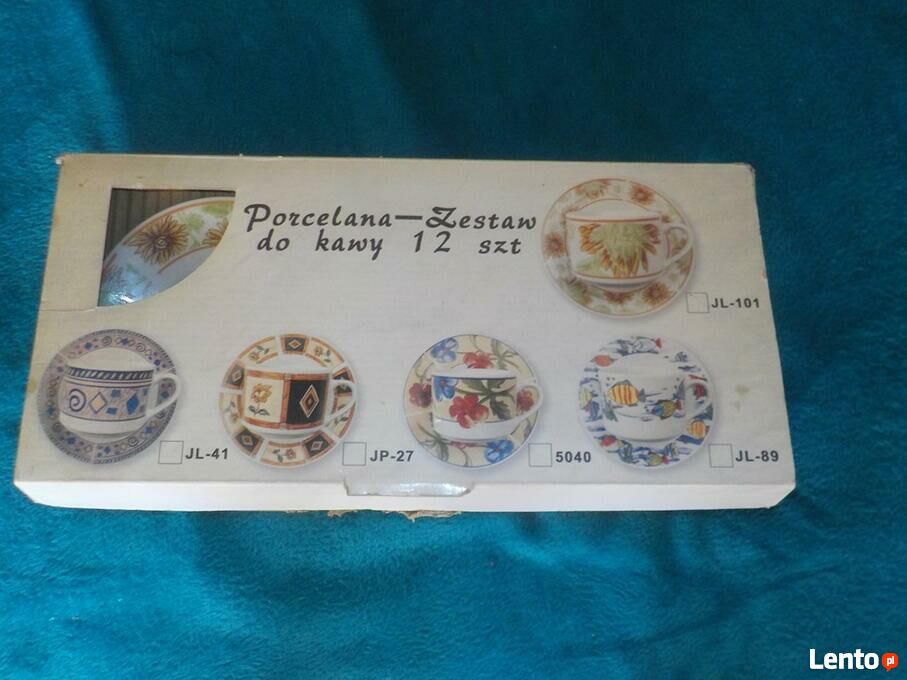 Porcelana—Zestaw
do kawy 12 szt
JL-101
JL-41
JP-27
5040
JL-89
Lento pl